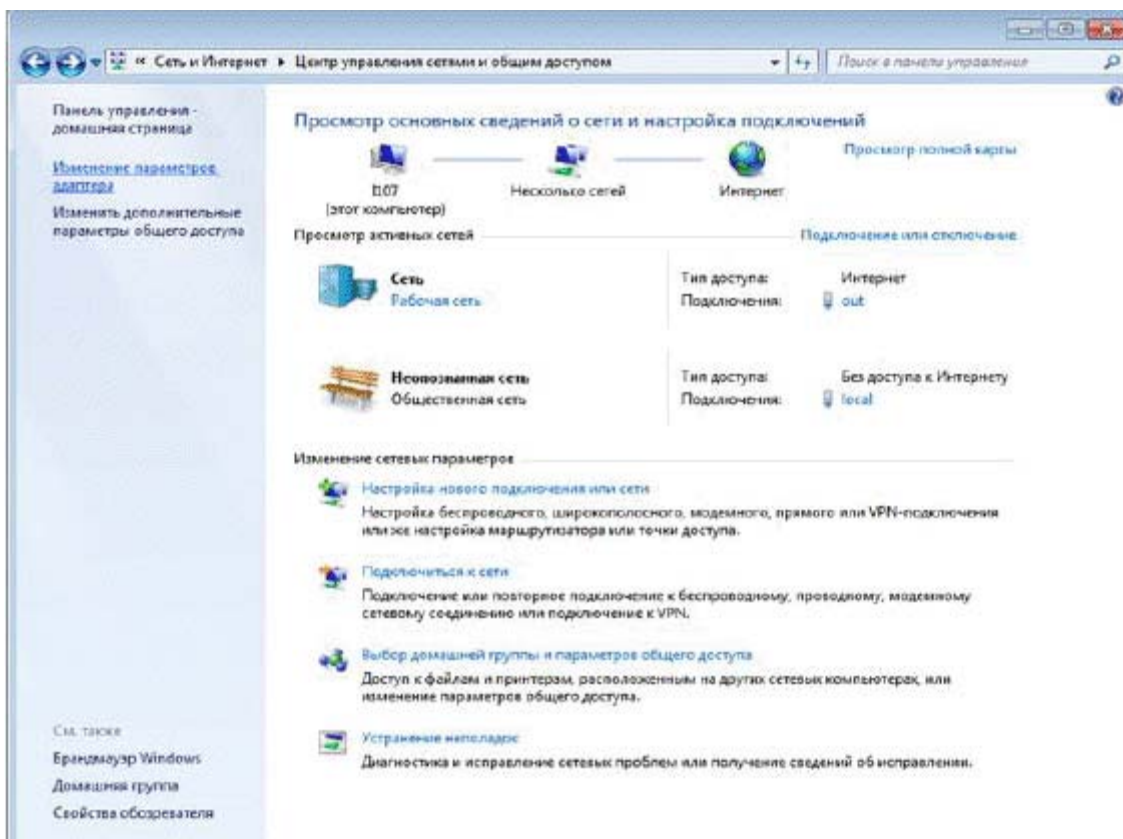 « Сеть и Интернет ▸ Центр управления сетями и общим доступом
Поиск в панели управления
Панель управления -
домашняя страница
Изменение параметров
адаптера
Изменить дополнительные
параметры общего доступа
См. также
Брандмауэр Windows
Домашняя группа
Свойства обозревателя
Просмотр основных сведений о сети и настройка подключений
Просмотр полной карты
(этот компьютер)
Несколько сетей
Интернет
Просмотр активных сетей
Подключение или отключение
Сеть
Рабочая сеть
Тип доступа: Интернет
Подключения: out
Неопознанная сеть
Общественная сеть
Тип доступа: Без доступа к Интернету
Подключения: local
Изменение сетевых параметров
Настройка нового подключения или сети
Настройка беспроводного, широкополосного, модемного, прямого или VPN-подключения
или же настройка маршрутизатора или точки доступа.
Подключиться к сети
Подключение или повторное подключение к беспроводному, проводному, модемному
сетевому соединению или подключение к VPN.
Выбор домашней группы и параметров общего доступа
Доступ к файлам и принтерам, расположенным на других сетевых компьютерах, или
изменение параметров общего доступа.
Устранение неполадок
Диагностика и исправление сетевых проблем или получение сведений об исправлении.